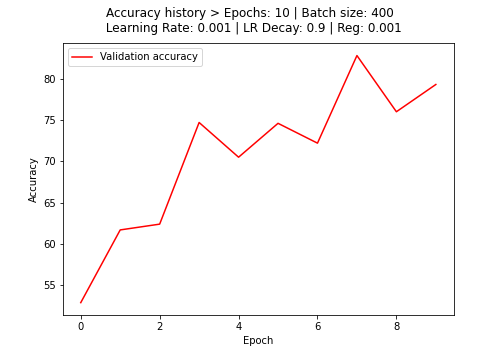 Accuracy history > Epochs: 10 | Batch size: 400
Learning Rate: 0.001 | LR Decay: 0.9 | Reg: 0.001
Validation accuracy
80
75
70
65
60
55
Accuracy
0 2 4 6 8
Epoch